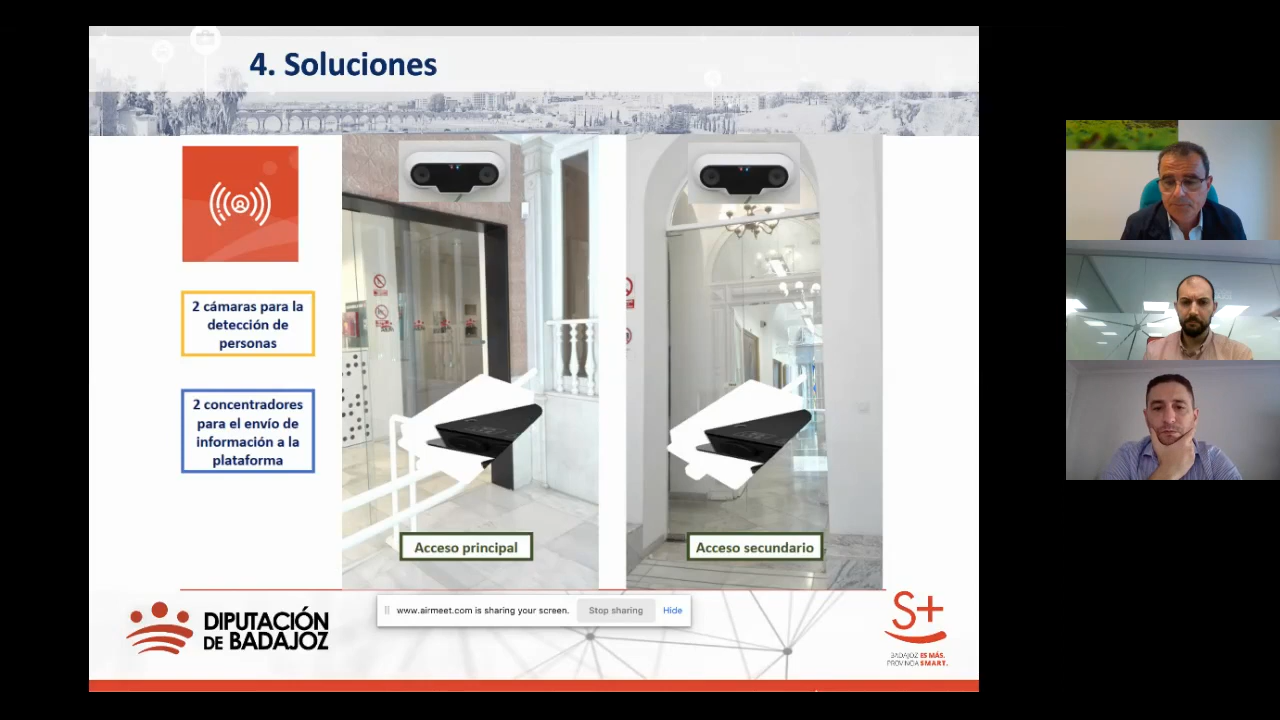 4. Soluciones
2 cámaras para la
detección de
personas
2 concentradores
para el envío de
información a la
plataforma
Acceso principal
Acceso secundario
www.airmeet.com is sharing your screen.
Stop sharing
Hide
DIPUTACIÓN
DE BADAJOZ
S+
BADAJOZ ES MÁS.
PROVINCIA SMART.